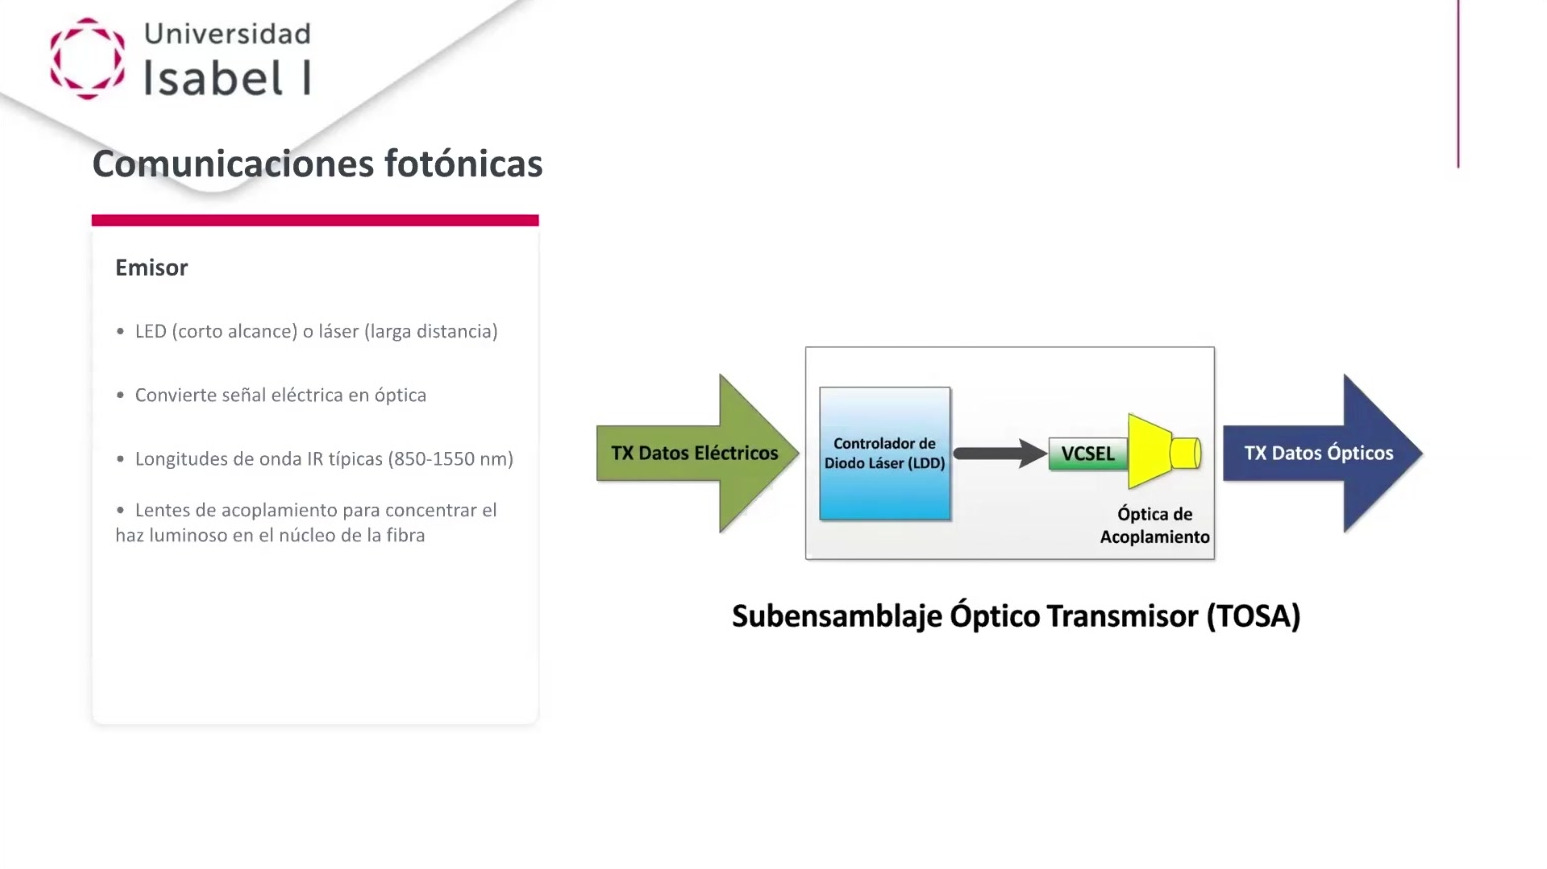 Universidad
Isabel I
Comunicaciones fotónicas
Emisor
• LED (corto alcance) o láser (larga distancia)
• Convierte señal eléctrica en óptica
• Longitudes de onda IR típicas (850-1550 nm)
• Lentes de acoplamiento para concentrar el
haz luminoso en el núcleo de la fibra
TX Datos Eléctricos
Controlador de
Diodo Láser (LDD)
VCSEL
Óptica de
Acoplamiento
TX Datos Ópticos
Subensamblaje Óptico Transmisor (TOSA)